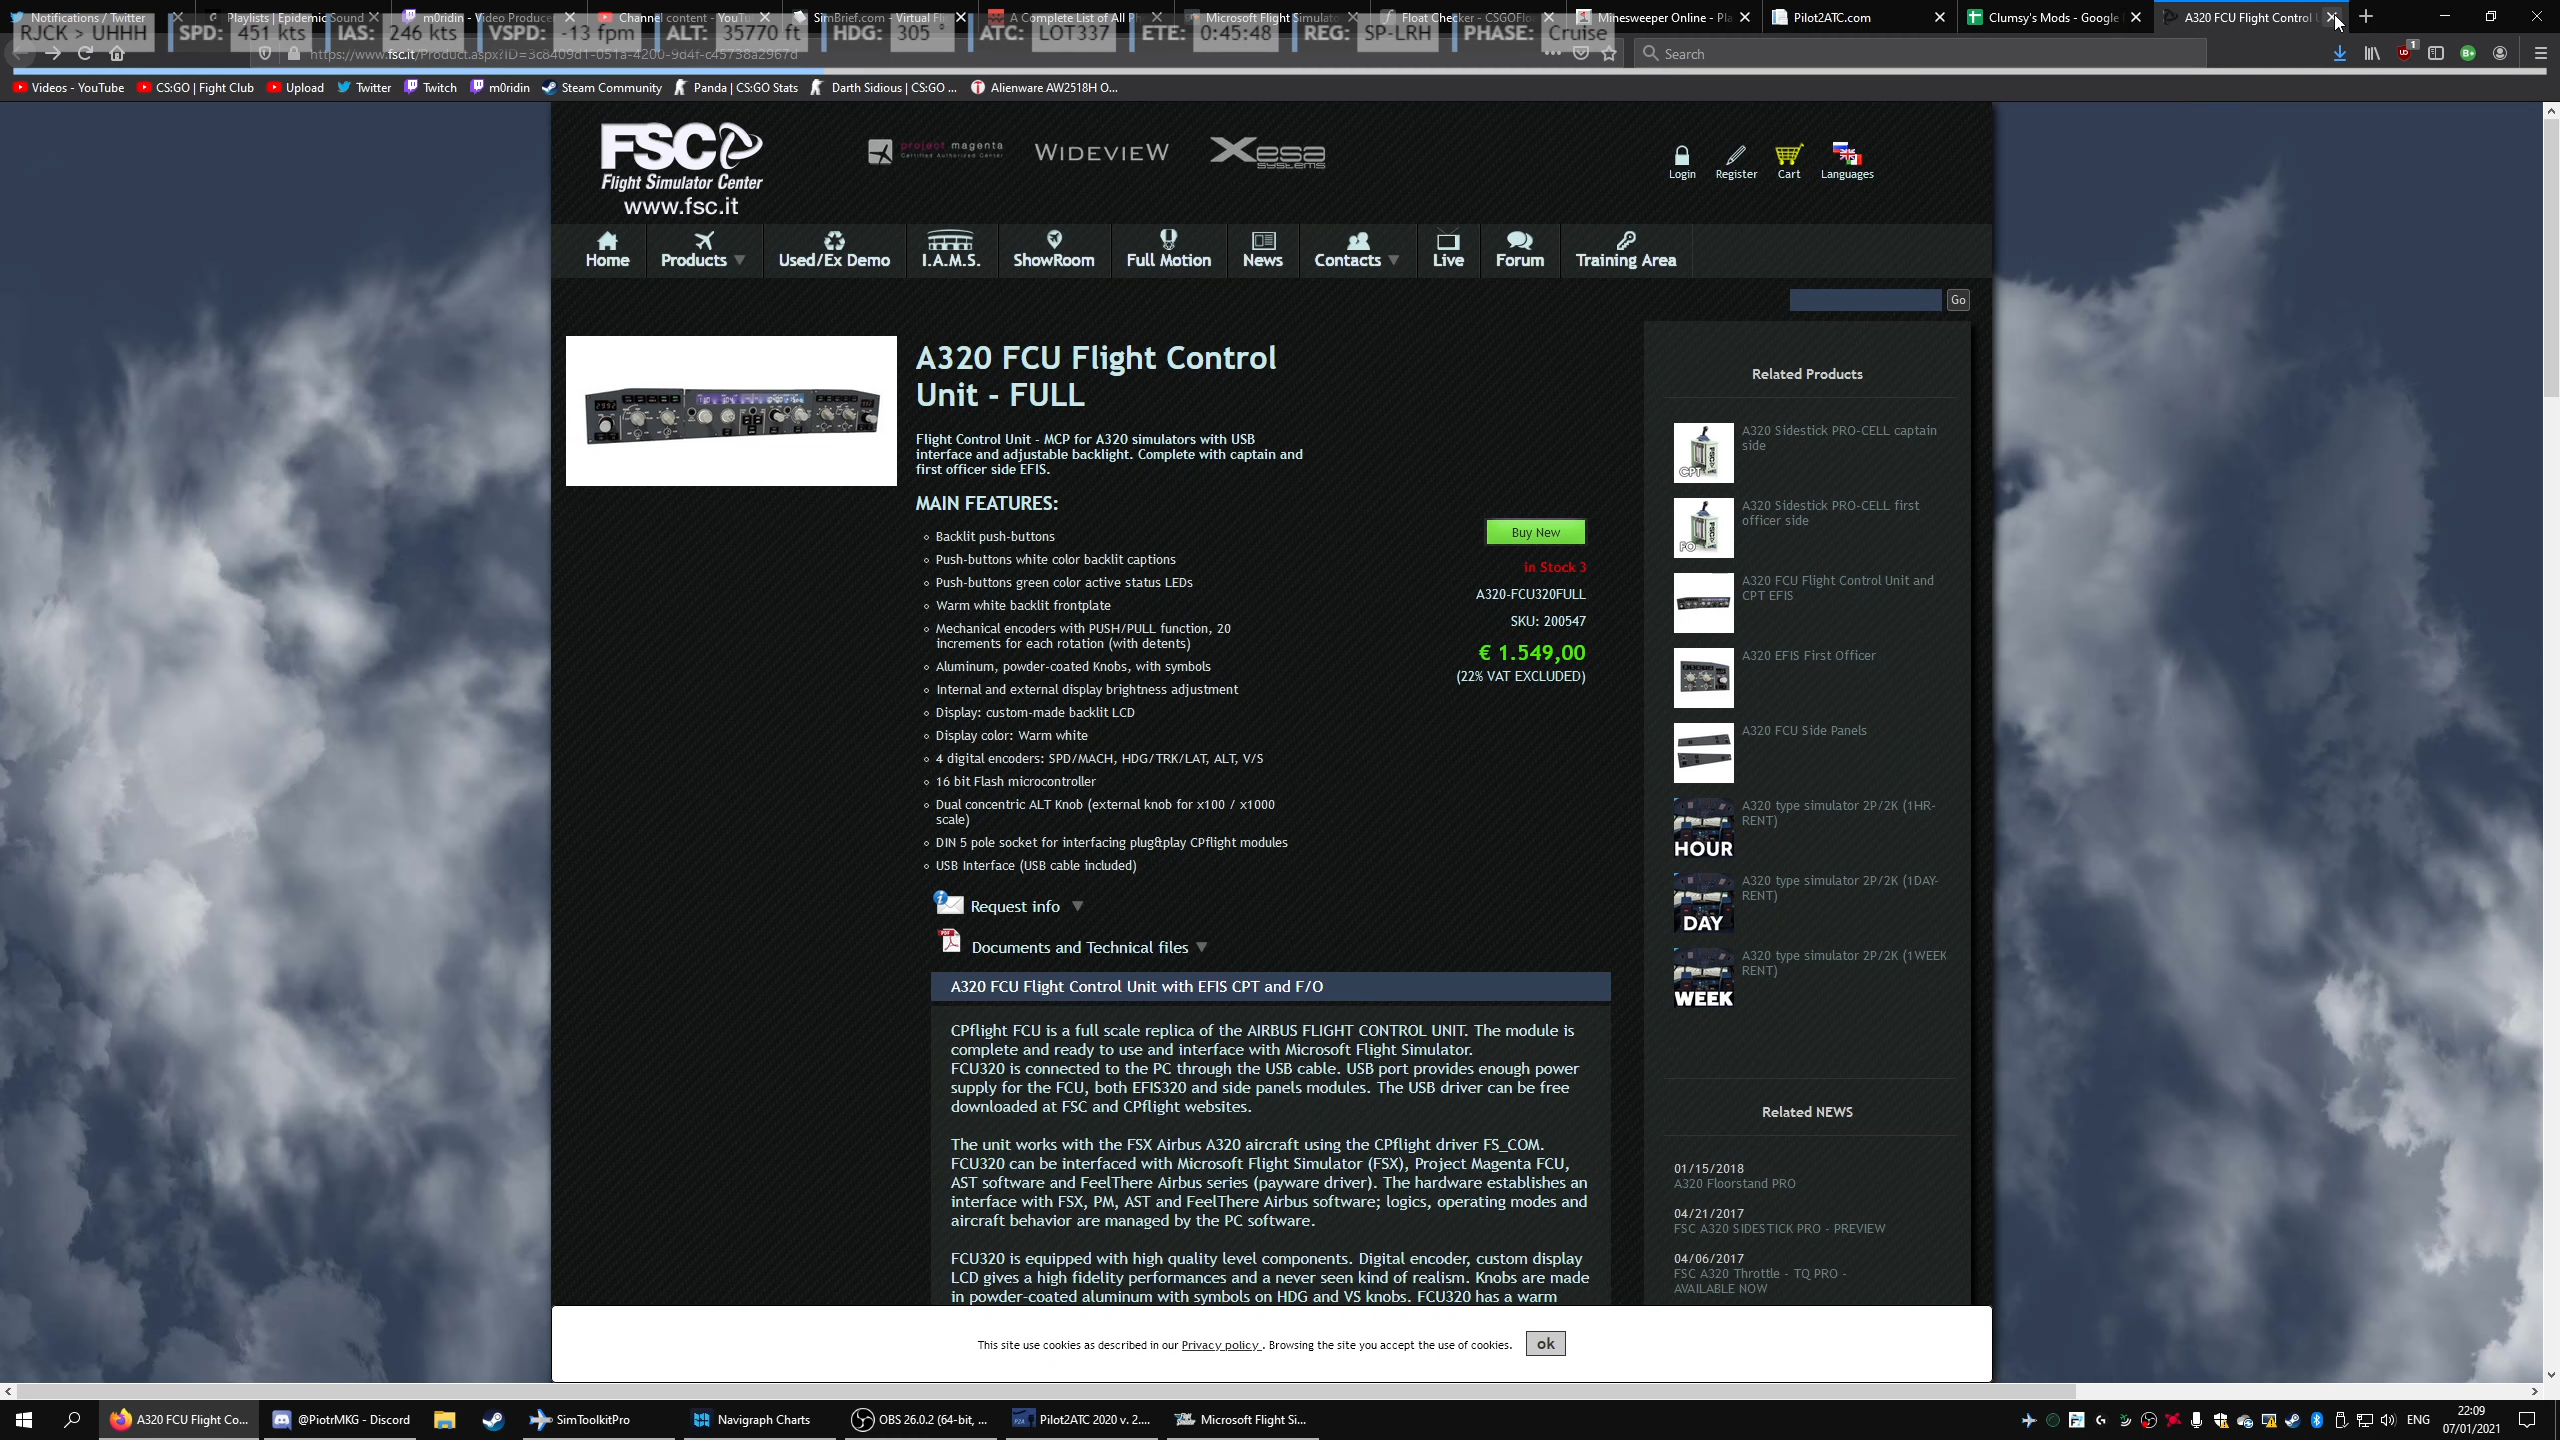 Notifications / Twitter
Playlists | Epidemic Sound
m0ridin - Video Producer
Channel content - YouTu
SimBrief.com - Virtual Fli
A Complete List of All
Microsoft Flight Simulato
Float Checker - CSGOFloa
Minesweeper Online - Pla
Pilot2ATC.com
Clumsy's Mods - Google
A320 FCU Flight Control U
RJCK > UHHH SPD: 451 kts IAS: 246 kts VSPD: -13 fpm ALT: 35770 ft HDG: 305 ° ATC: LOT337 ETE: 0:45:48 REG: SP-LRH PHASE: Cruise
https://www.fsc.it/Product.aspx?ID=3c8409d1-051a-4200-9d4f-c45738a2967d
Search
1
Videos - YouTube CS:GO | Fight Club Upload Twitter Twitch m0ridin Steam Community Panda | CS:GO Stats Darth Sidious | CS:GO ... Alienware AW2518H O...
FSC
Flight Simulator Center
www.fsc.it
project magenta
Certified Authorized Center
WIDEVIEW
Xesa
systems
Login Register Cart Languages
Home Products Used/Ex Demo I.A.M.S. ShowRoom Full Motion News Contacts Live Forum Training Area
Go
A320 FCU Flight Control
Unit - FULL
Flight Control Unit - MCP for A320 simulators with USB
interface and adjustable backlight. Complete with captain and
first officer side EFIS.
MAIN FEATURES:
Backlit push-buttons
Push-buttons white color backlit captions
Push-buttons green color active status LEDs
Warm white backlit frontplate
Mechanical encoders with PUSH/PULL function, 20
increments for each rotation (with detents)
Aluminum, powder-coated Knobs, with symbols
Internal and external display brightness adjustment
Display: custom-made backlit LCD
Display color: Warm white
4 digital encoders: SPD/MACH, HDG/TRK/LAT, ALT, V/S
16 bit Flash microcontroller
Dual concentric ALT Knob (external knob for x100 / x1000
scale)
DIN 5 pole socket for interfacing plug&play CPflight modules
USB Interface (USB cable included)
Buy New
in Stock 3
A320-FCU320FULL
SKU: 200547
€ 1.549,00
(22% VAT EXCLUDED)
Request info
Documents and Technical files
A320 FCU Flight Control Unit with EFIS CPT and F/O
CPflight FCU is a full scale replica of the AIRBUS FLIGHT CONTROL UNIT. The module is
complete and ready to use and interface with Microsoft Flight Simulator.
FCU320 is connected to the PC through the USB cable. USB port provides enough power
supply for the FCU, both EFIS320 and side panels modules. The USB driver can be free
downloaded at FSC and CPflight websites.
The unit works with the FSX Airbus A320 aircraft using the CPflight driver FS_COM.
FCU320 can be interfaced with Microsoft Flight Simulator (FSX), Project Magenta FCU,
AST software and FeelThere Airbus series (payware driver). The hardware establishes an
interface with FSX, PM, AST and FeelThere Airbus software; logics, operating modes and
aircraft behavior are managed by the PC software.
FCU320 is equipped with high quality level components. Digital encoder, custom display
LCD gives a high fidelity performances and a never seen kind of realism. Knobs are made
in powder-coated aluminum with symbols on HDG and VS knobs. FCU320 has a warm
Related Products
CPT
A320 Sidestick PRO-CELL captain
side
FO
A320 Sidestick PRO-CELL first
officer side
A320 FCU Flight Control Unit and
CPT EFIS
A320 EFIS First Officer
A320 FCU Side Panels
A320 type simulator 2P/2K (1HR-
RENT)
HOUR
A320 type simulator 2P/2K (1DAY-
RENT)
DAY
A320 type simulator 2P/2K (1WEEK
RENT)
WEEK
Related NEWS
01/15/2018
A320 Floorstand PRO
04/21/2017
FSC A320 SIDESTICK PRO - PREVIEW
04/06/2017
FSC A320 Throttle - TQ PRO -
AVAILABLE NOW
This site use cookies as described in our Privacy policy . Browsing the site you accept the use of cookies.
ok
A320 FCU Flight Co... @PiotrMKG - Discord SimToolkitPro Navigraph Charts OBS 26.0.2 (64-bit, ... Pilot2ATC 2020 v. 2.... Microsoft Flight Si...
ENG
22:09
07/01/2021